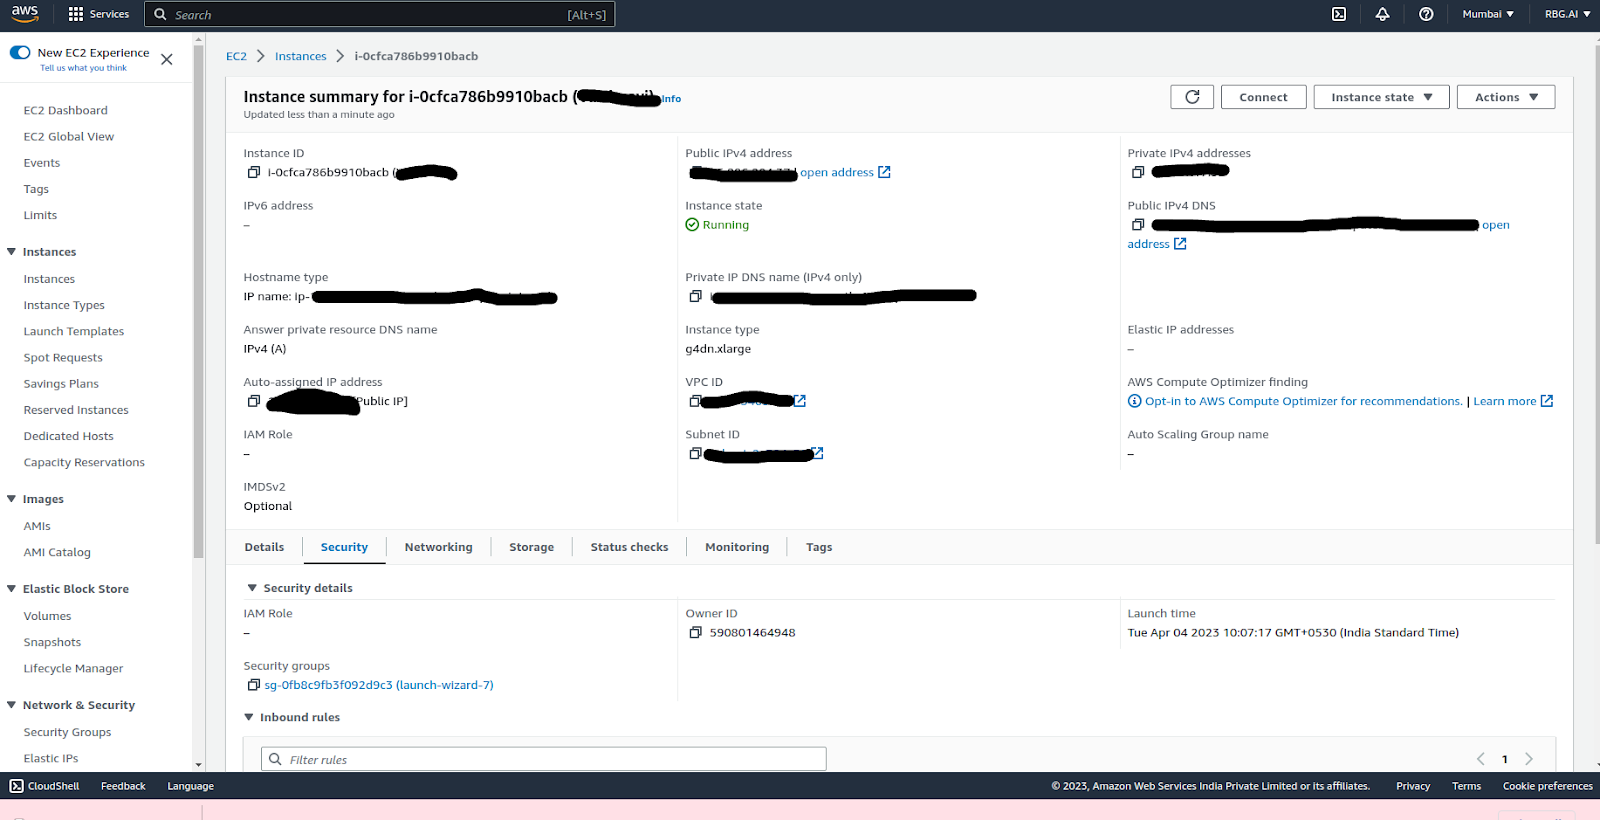 aws
Services
Search
[Alt+S]
Mumbai
RBG.AI
New EC2 Experience
Tell us what you think
EC2 Dashboard
EC2 Global View
Events
Tags
Limits
Instances
Instances
Instance Types
Launch Templates
Spot Requests
Savings Plans
Reserved Instances
Dedicated Hosts
Capacity Reservations
Images
AMIs
AMI Catalog
Elastic Block Store
Volumes
Snapshots
Lifecycle Manager
Network & Security
Security Groups
Elastic IPs
EC2 > Instances > i-0cfca786b9910bacb
Instance summary for i-0cfca786b9910bacb ( Info
Updated less than a minute ago
Connect
Instance state
Actions
Instance ID
i-0cfca786b9910bacb (
Public IPv4 address
open address
Private IPv4 addresses
IPv6 address
–
Instance state
Running
Public IPv4 DNS
open
address
Hostname type
IP name: ip-
Private IP DNS name (IPv4 only)
Answer private resource DNS name
IPv4 (A)
Instance type
g4dn.xlarge
Elastic IP addresses
–
Auto-assigned IP address
[Public IP]
VPC ID
AWS Compute Optimizer finding
Opt-in to AWS Compute Optimizer for recommendations. | Learn more
IAM Role
–
Subnet ID
Auto Scaling Group name
–
IMDSv2
Optional
Details
Security
Networking
Storage
Status checks
Monitoring
Tags
Security details
IAM Role
–
Owner ID
590801464948
Launch time
Tue Apr 04 2023 10:07:17 GMT+0530 (India Standard Time)
Security groups
sg-0fb8c9fb3f092d9c3 (launch-wizard-7)
Inbound rules
Filter rules
1
CloudShell
Feedback
Language
© 2023, Amazon Web Services India Private Limited or its affiliates.
Privacy
Terms
Cookie preferences